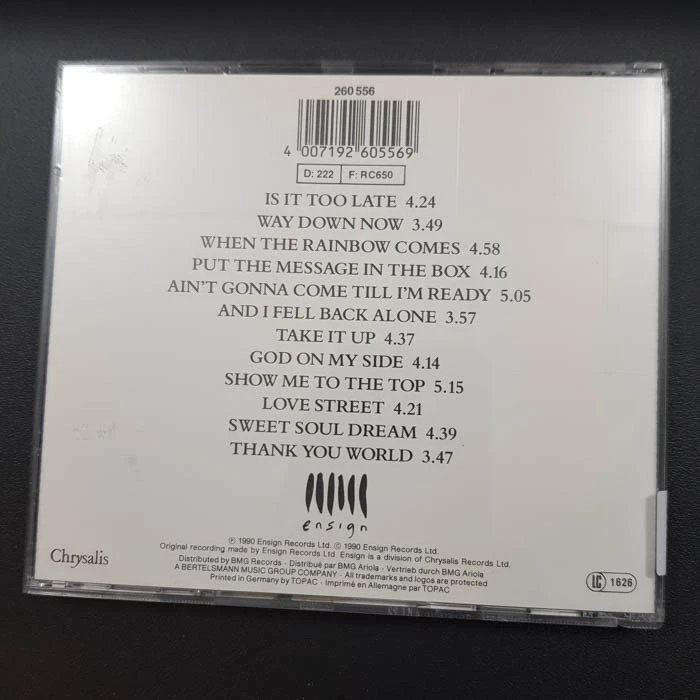 260 556
4 007192 605569
D: 222 F: RC650
IS IT TOO LATE 4.24
WAY DOWN NOW 3.49
WHEN THE RAINBOW COMES 4.58
PUT THE MESSAGE IN THE BOX 4.16
AIN'T GONNA COME TILL I'M READY 5.05
AND I FELL BACK ALONE 3.57
TAKE IT UP 4.37
GOD ON MY SIDE 4.14
SHOW ME TO THE TOP 5.15
LOVE STREET 4.21
SWEET SOUL DREAM 4.39
THANK YOU WORLD 3.47
ensign
℗ 1990 Ensign Records Ltd. © 1990 Ensign Records Ltd.
Original recording made by Ensign Records Ltd. Ensign is a division of Chrysalis Records Ltd.
Distributed by BMG Records · Distribué par BMG Ariola · Vertrieb durch BMG Ariola
A BERTELSMANN MUSIC GROUP COMPANY · All trademarks and logos are protected
Printed in Germany by TOPAC · Imprimé en Allemagne par TOPAC
Chrysalis
LC 1626